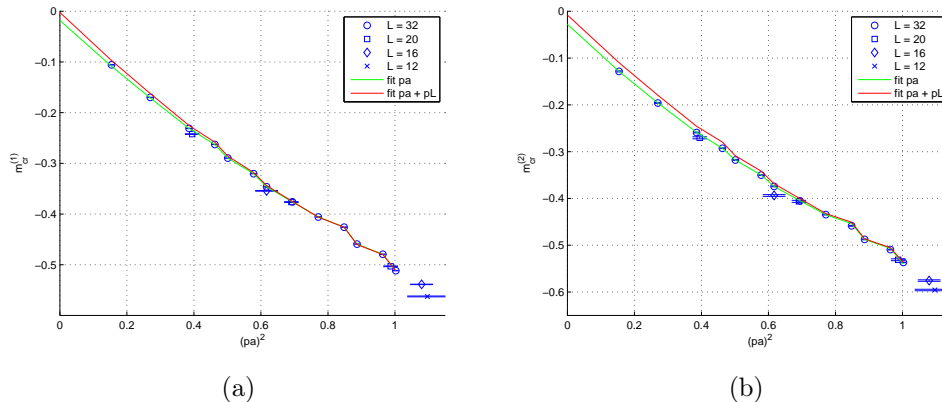 0
−0.1
−0.2
−0.3
−0.4
−0.5
m_cr^(1)
0 0.2 0.4 0.6 0.8 1
(pa)^2
L = 32
L = 20
L = 16
L = 12
fit pa
fit pa + pL
(a)
0
−0.1
−0.2
−0.3
−0.4
−0.5
−0.6
m_cr^(2)
0 0.2 0.4 0.6 0.8 1
(pa)^2
L = 32
L = 20
L = 16
L = 12
fit pa
fit pa + pL
(b)